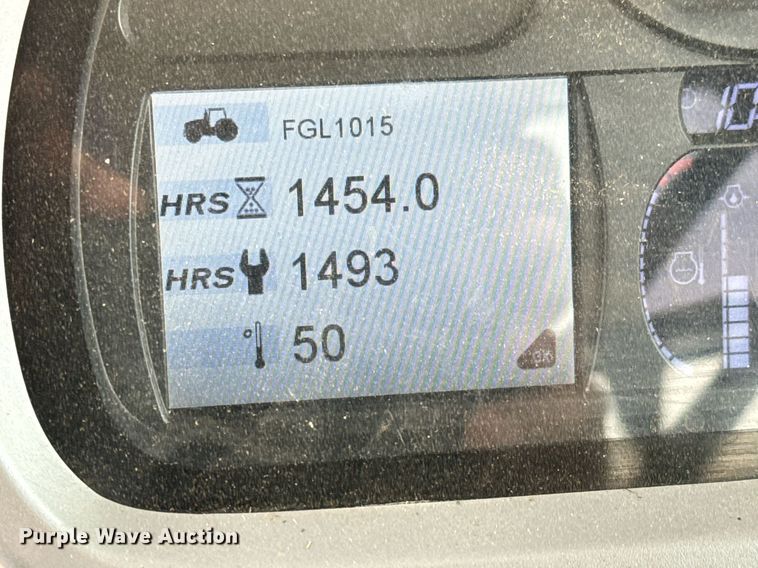 FGL1015
HRS 1454.0
HRS 1493
° 50
Purple Wave Auction